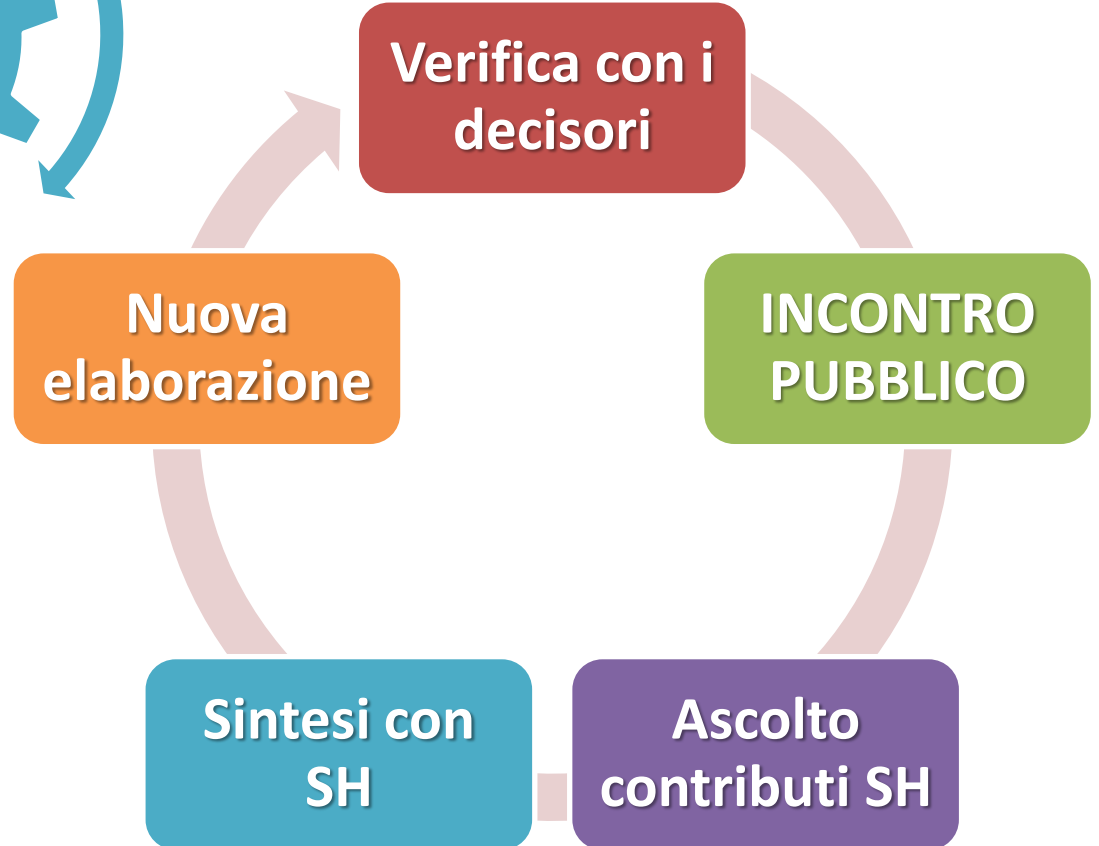 Verifica con i
decisori
INCONTRO
PUBBLICO
Ascolto
contributi SH
Sintesi con
SH
Nuova
elaborazione